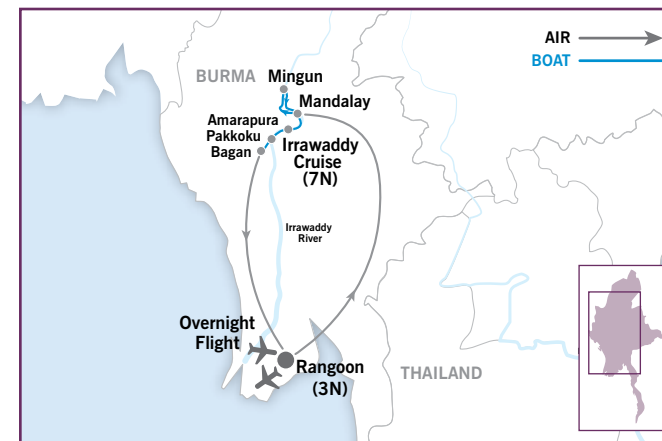 AIR
BOAT
BURMA
Mingun
Mandalay
Amarapura
Pakkoku
Bagan
Irrawaddy
Cruise
(7N)
Irrawaddy
River
Overnight
Flight
Rangoon
(3N)
THAILAND